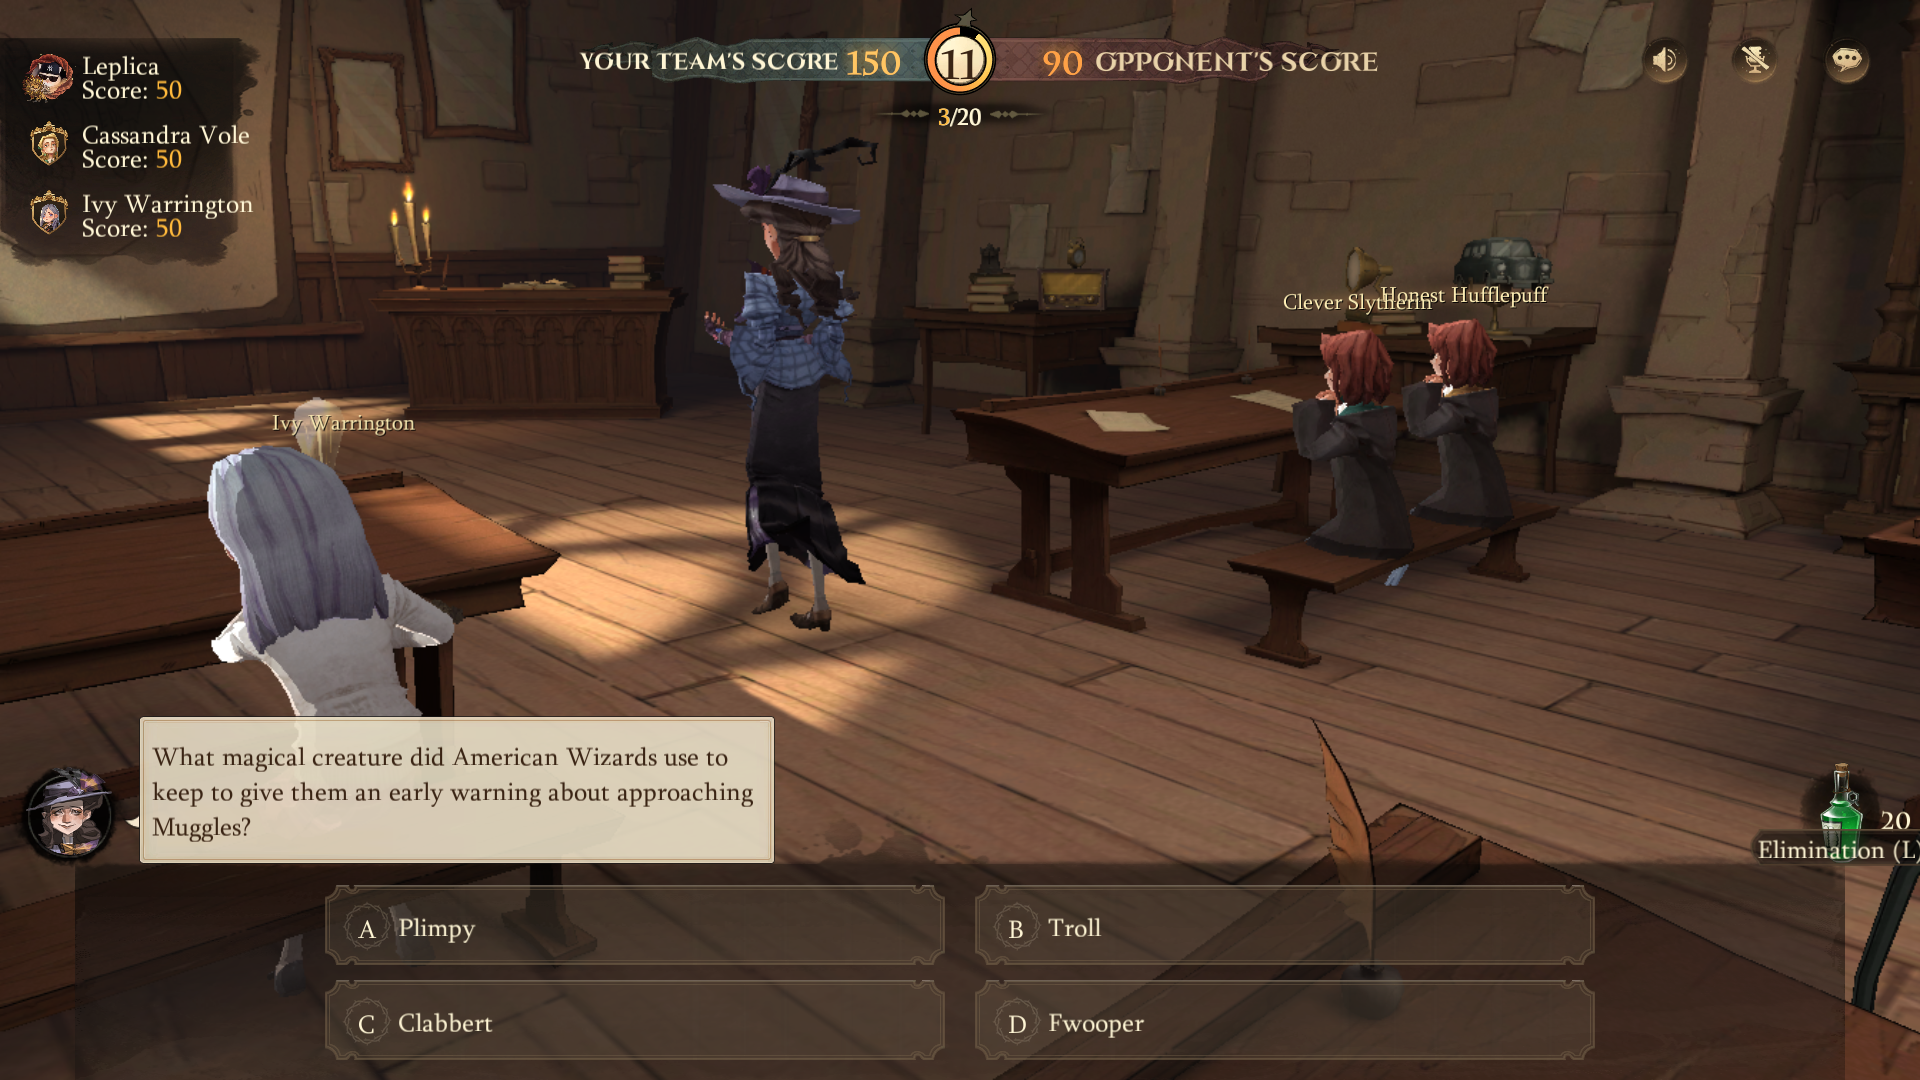 Leplica
Score: 50
Cassandra Vole
Score: 50
Ivy Warrington
Score: 50
YOUR TEAM'S SCORE 150
11
90 OPPONENT'S SCORE
3/20
Clever Slytherin
Honest Hufflepuff
Ivy Warrington
What magical creature did American Wizards use to
keep to give them an early warning about approaching
Muggles?
20
Elimination (L)
A Plimpy
B Troll
C Clabbert
D Fwooper